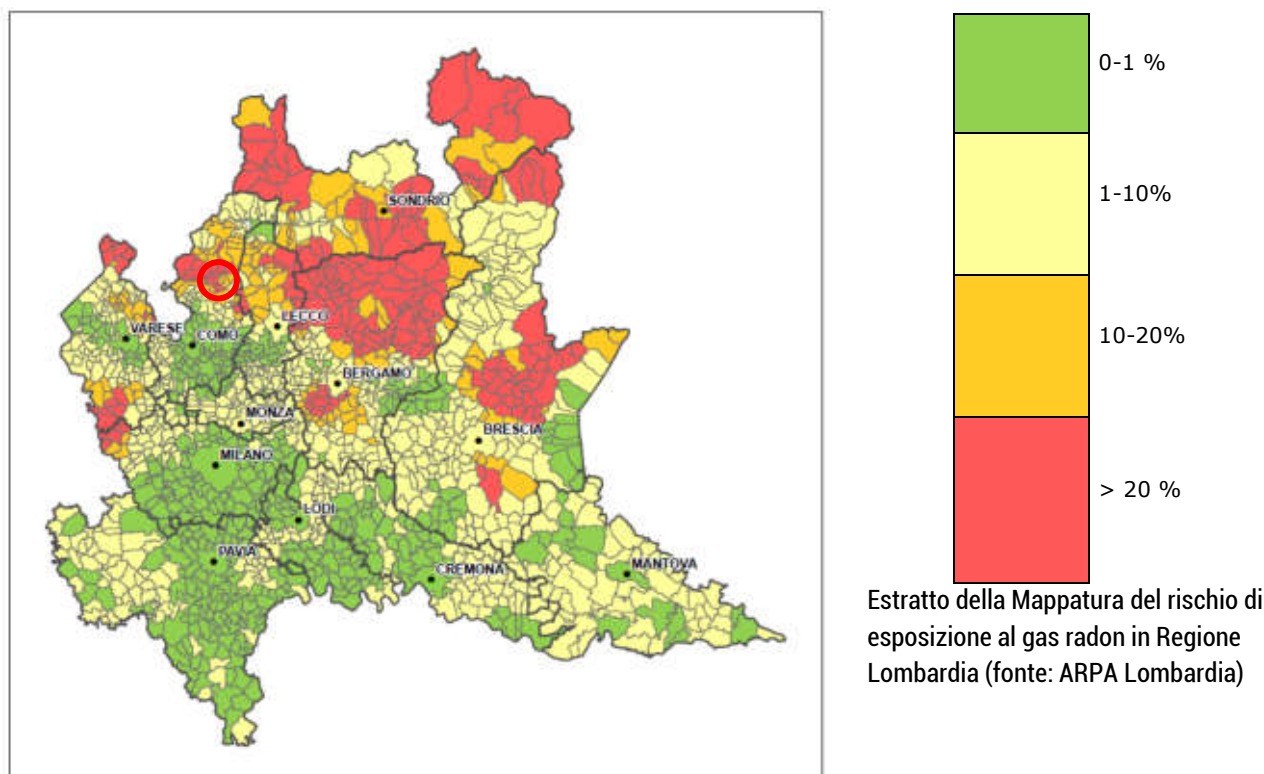 SONDRIO
LECCO
VARESE
COMO
BERGAMO
MONZA
BRESCIA
MILANO
LODI
PAVIA
CREMONA
MANTOVA
0-1 %
1-10%
10-20%
> 20 %
Estratto della Mappatura del rischio di
esposizione al gas radon in Regione
Lombardia (fonte: ARPA Lombardia)